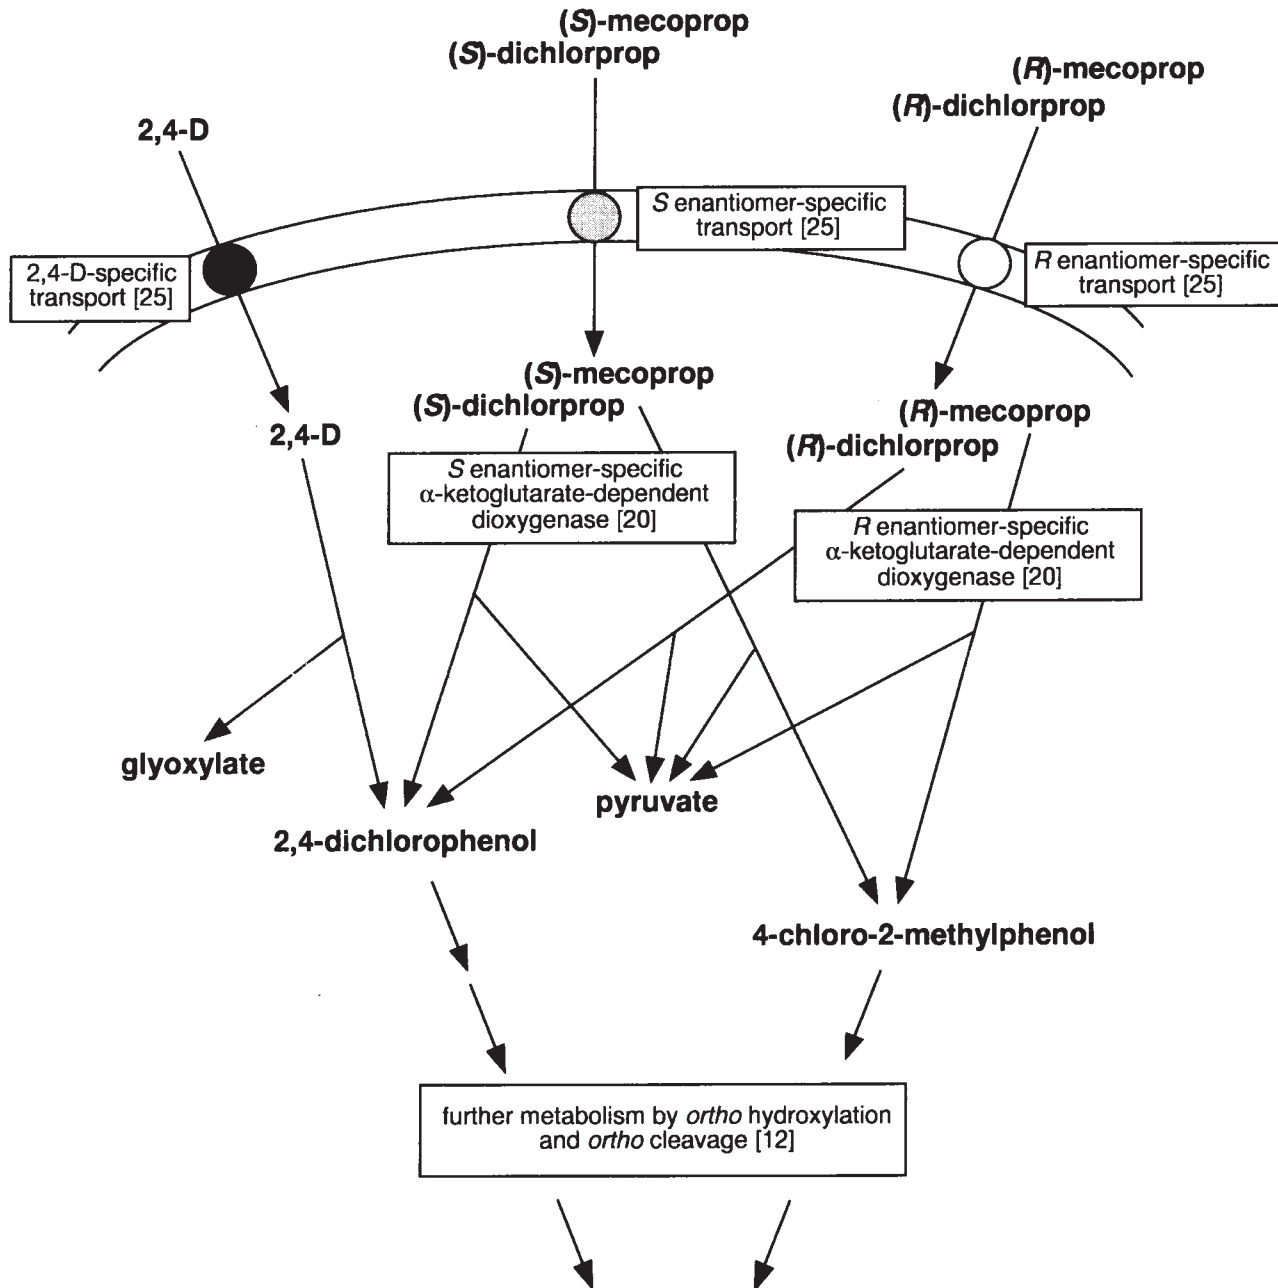 (S)-mecoprop
(S)-dichlorprop
(R)-mecoprop
(R)-dichlorprop
2,4-D
S enantiomer-specific
transport [25]
2,4-D-specific
transport [25]
R enantiomer-specific
transport [25]
(S)-mecoprop
(S)-dichlorprop
2,4-D
(R)-mecoprop
(R)-dichlorprop
S enantiomer-specific
α-ketoglutarate-dependent
dioxygenase [20]
R enantiomer-specific
α-ketoglutarate-dependent
dioxygenase [20]
glyoxylate
pyruvate
2,4-dichlorophenol
4-chloro-2-methylphenol
further metabolism by ortho hydroxylation
and ortho cleavage [12]